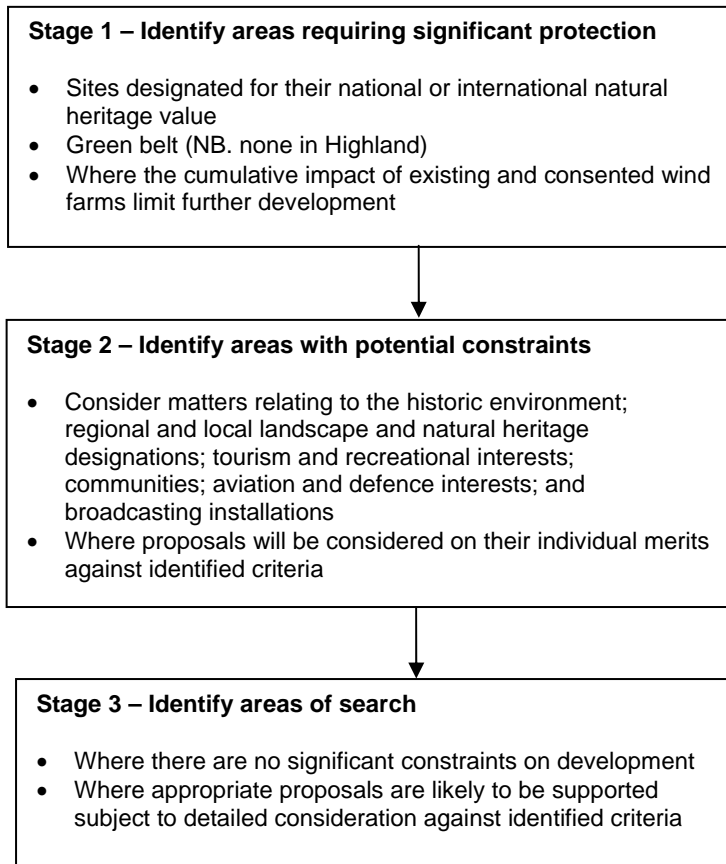 Stage 1 – Identify areas requiring significant protection
• Sites designated for their national or international natural
heritage value
• Green belt (NB. none in Highland)
• Where the cumulative impact of existing and consented wind
farms limit further development
Stage 2 – Identify areas with potential constraints
• Consider matters relating to the historic environment;
regional and local landscape and natural heritage
designations; tourism and recreational interests;
communities; aviation and defence interests; and
broadcasting installations
• Where proposals will be considered on their individual merits
against identified criteria
Stage 3 – Identify areas of search
• Where there are no significant constraints on development
• Where appropriate proposals are likely to be supported
subject to detailed consideration against identified criteria